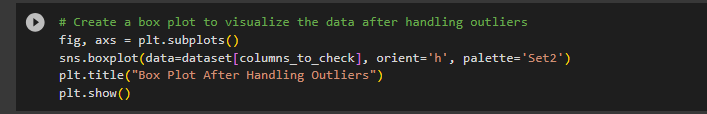 # Create a box plot to visualize the data after handling outliers
fig, axs = plt.subplots()
sns.boxplot(data=dataset[columns_to_check], orient='h', palette='Set2')
plt.title("Box Plot After Handling Outliers")
plt.show()